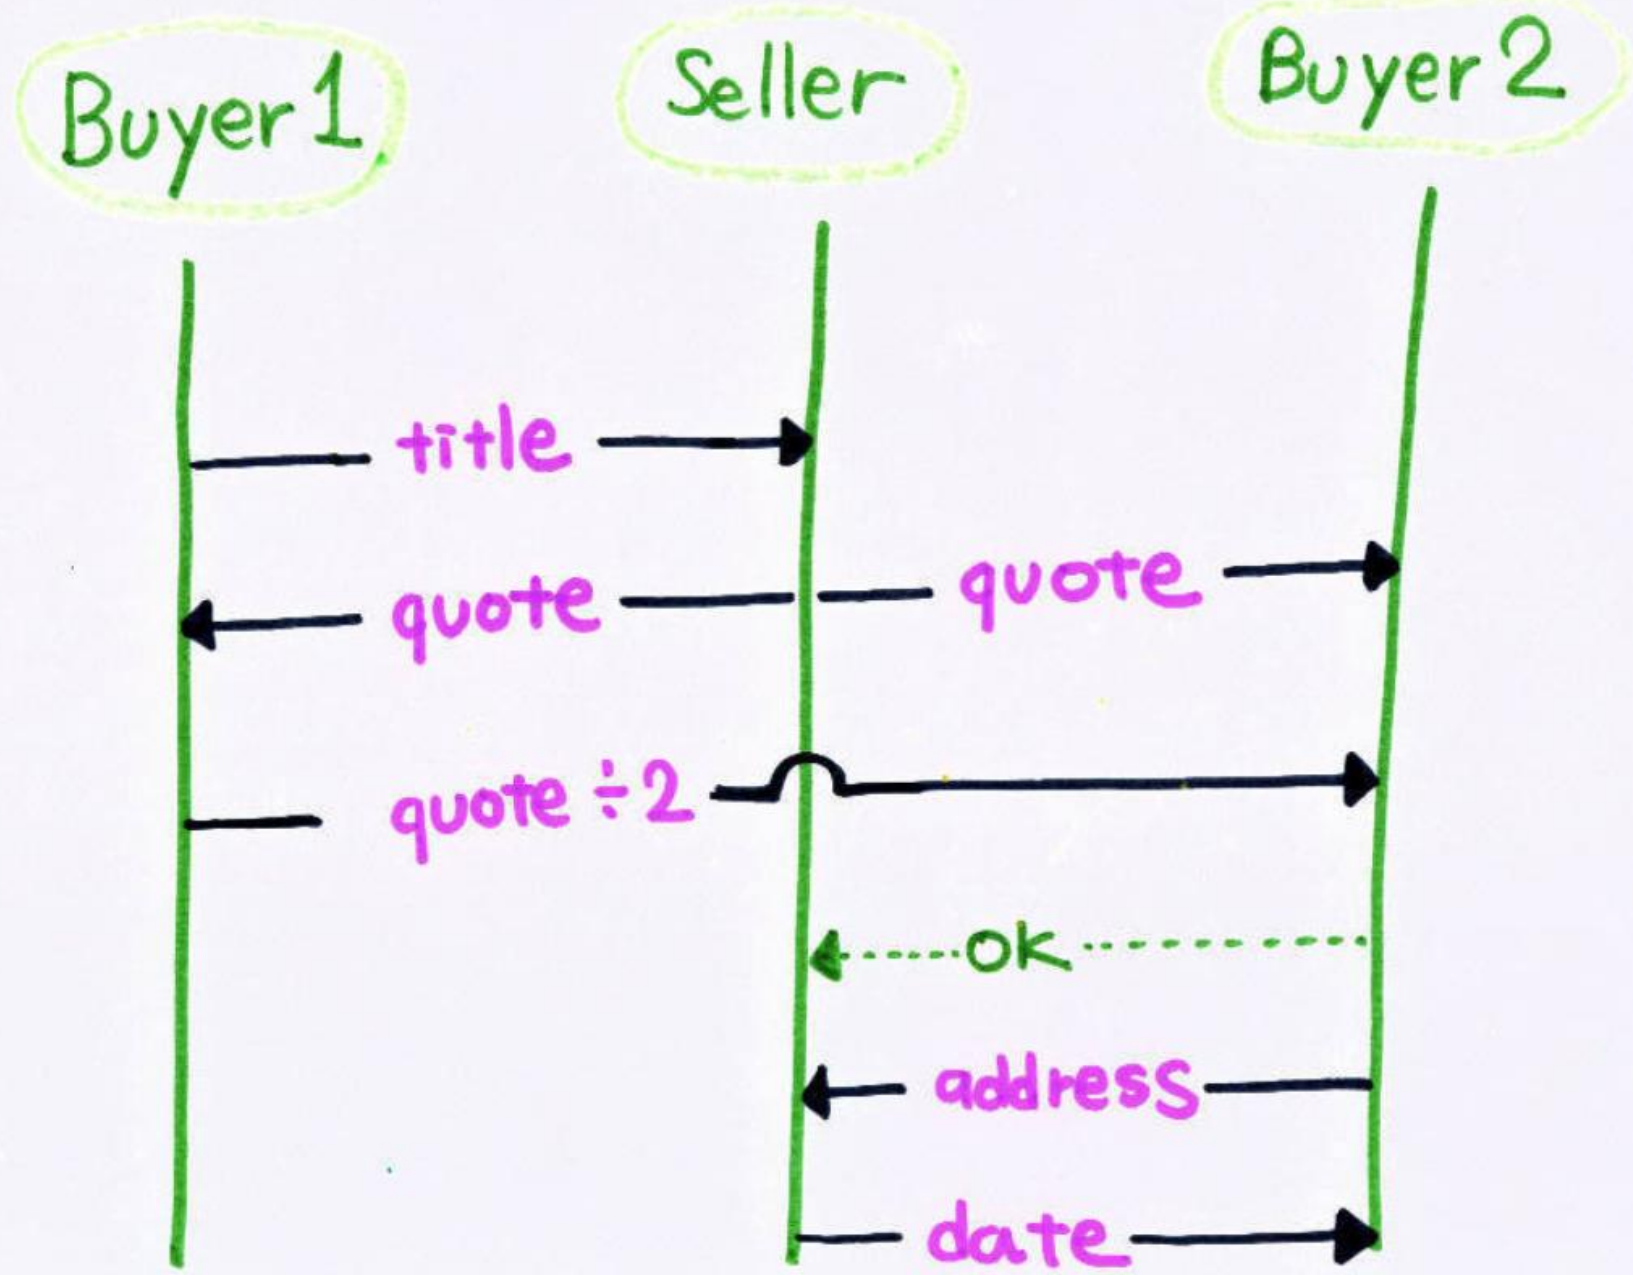 Buyer 1
Seller
Buyer 2
title
quote
quote
quote ÷ 2
ok
address
date